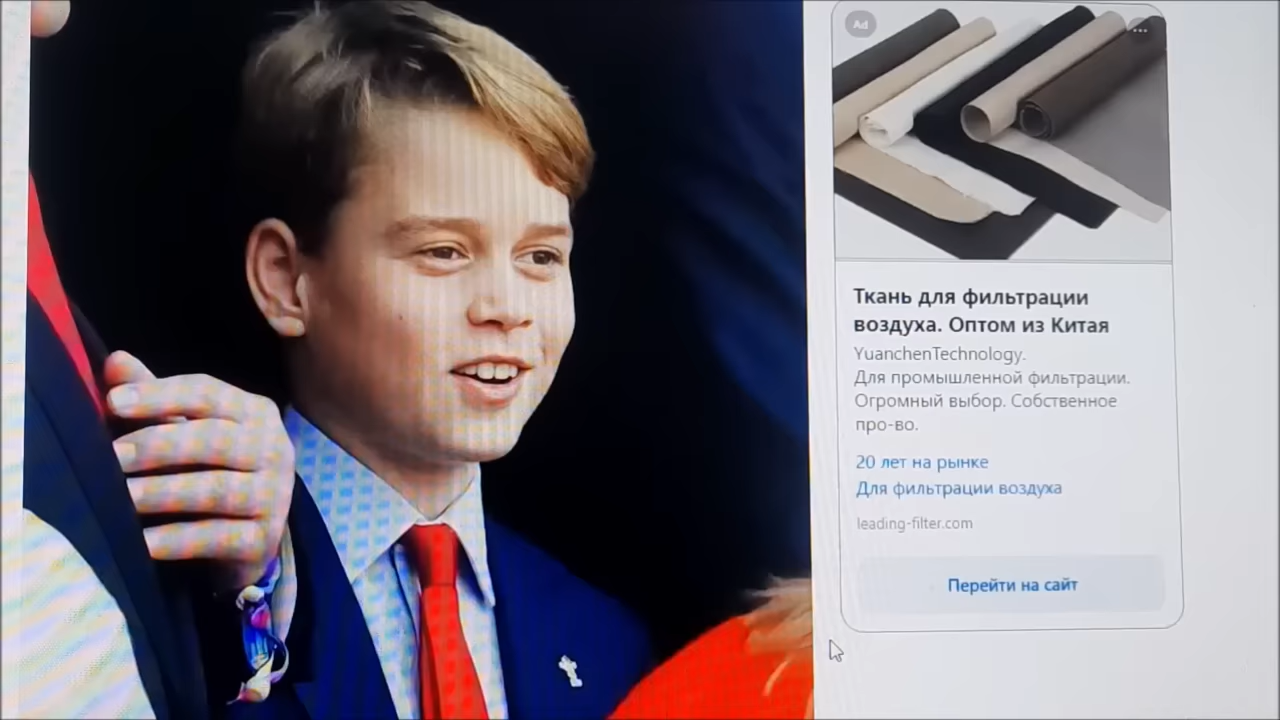 Ad
Ткань для фильтрации
воздуха. Оптом из Китая
YuanchenTechnology.
Для промышленной фильтрации.
Огромный выбор. Собственное
про-во.
20 лет на рынке
Для фильтрации воздуха
leading-filter.com
Перейти на сайт